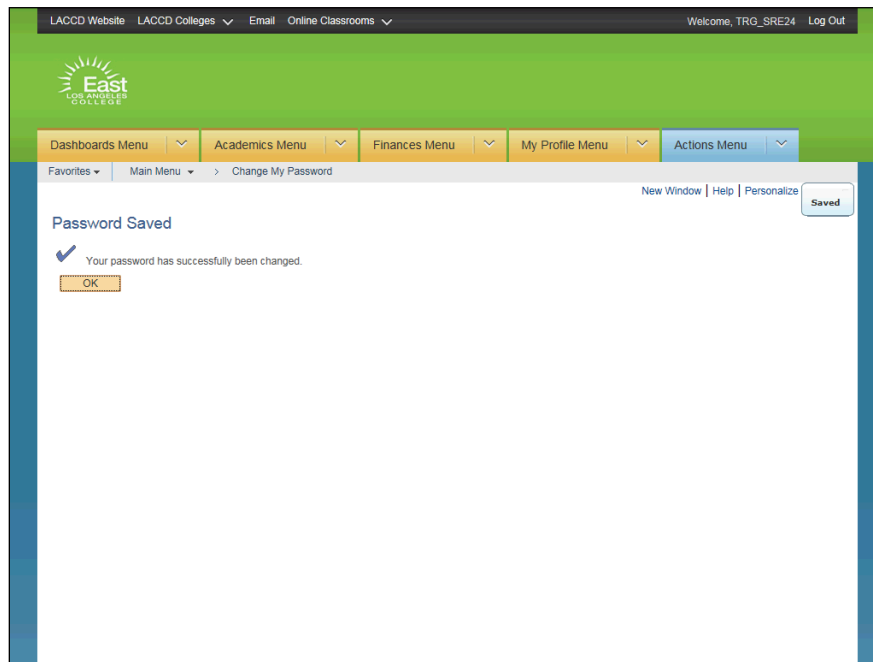 LACCD Website LACCD Colleges Email Online Classrooms Welcome, TRG_SRE24 Log Out
East
LOS ANGELES
COLLEGE
Dashboards Menu Academics Menu Finances Menu My Profile Menu Actions Menu
Favorites Main Menu > Change My Password
New Window | Help | Personalize
Saved
Password Saved
Your password has successfully been changed.
OK